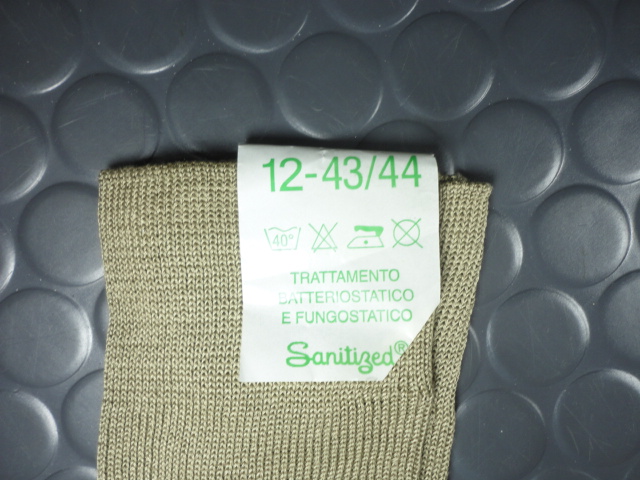 12-43/44
40°
TRATTAMENTO
BATTERIOSTATICO
E FUNGOSTATICO
Sanitized®